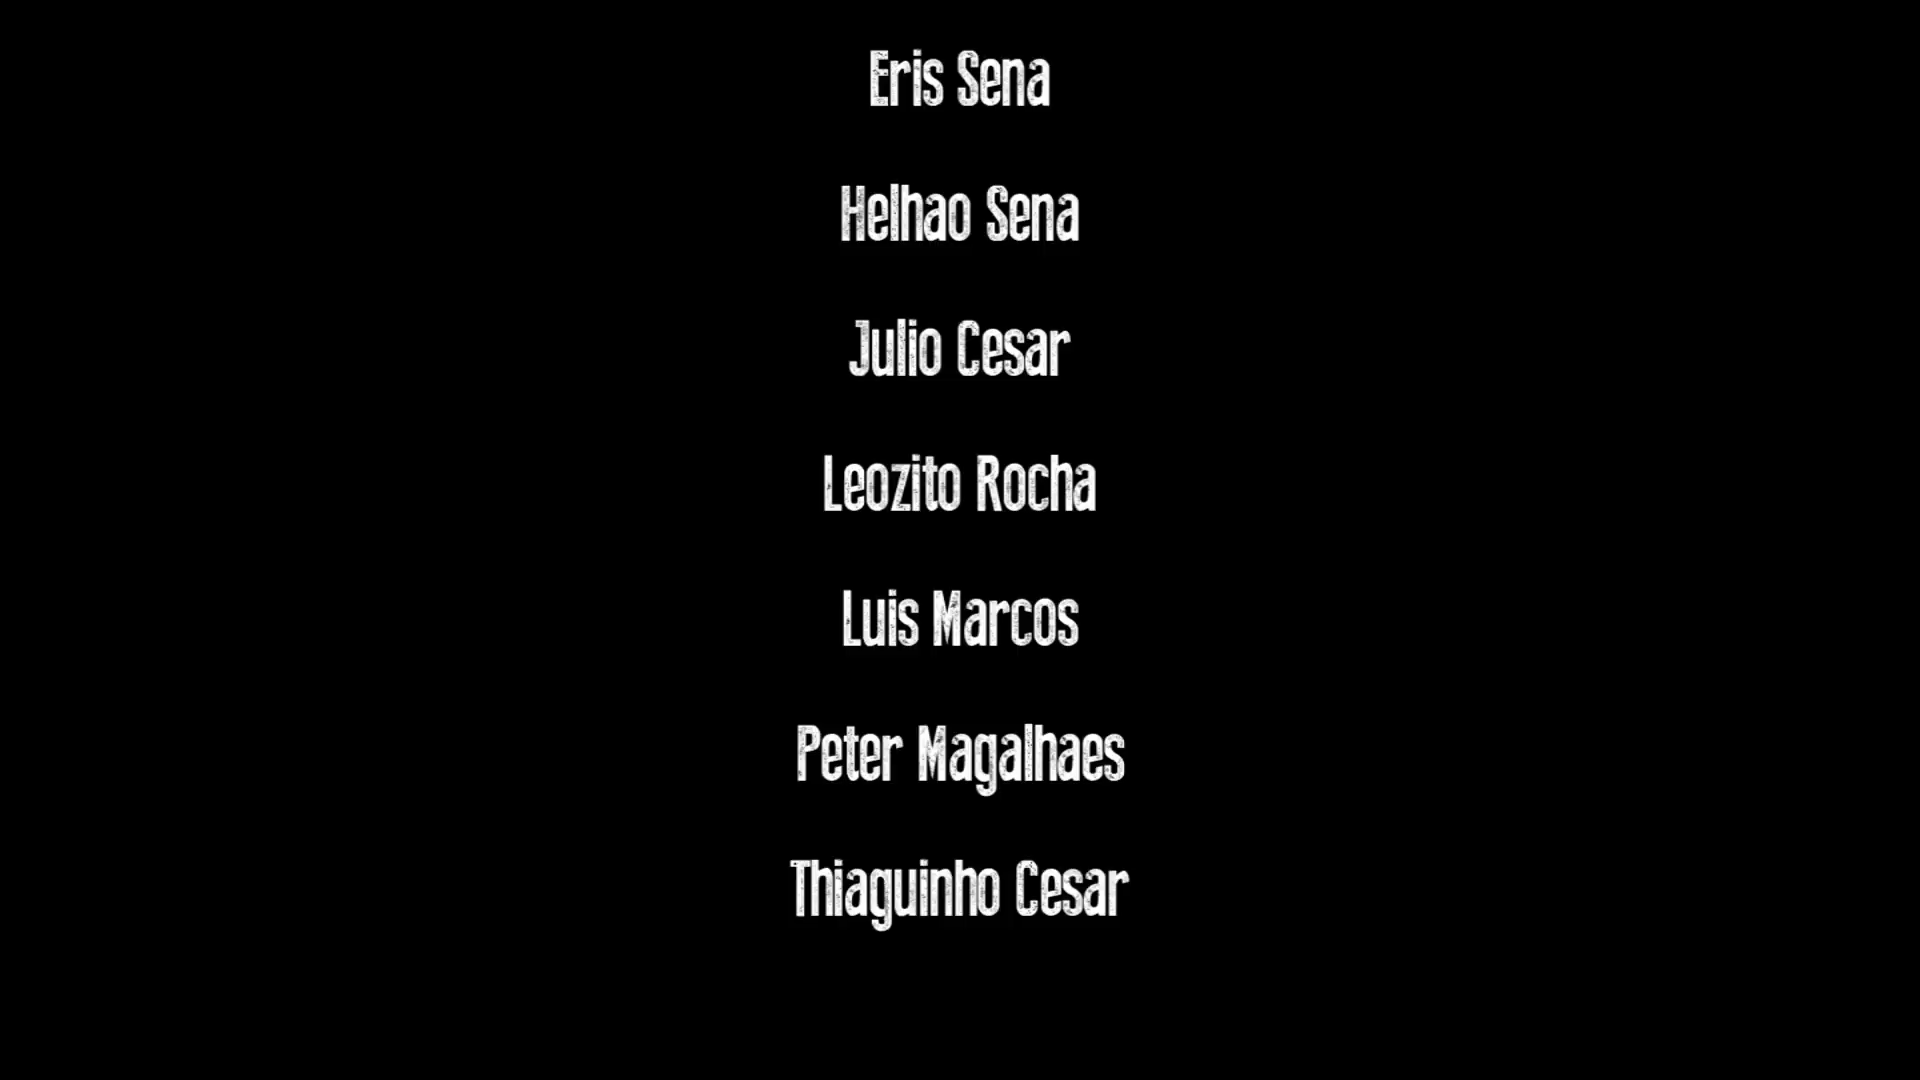 Eris Sena
Helhao Sena
Julio Cesar
Leozito Rocha
Luis Marcos
Peter Magalhaes
Thiaguinho Cesar